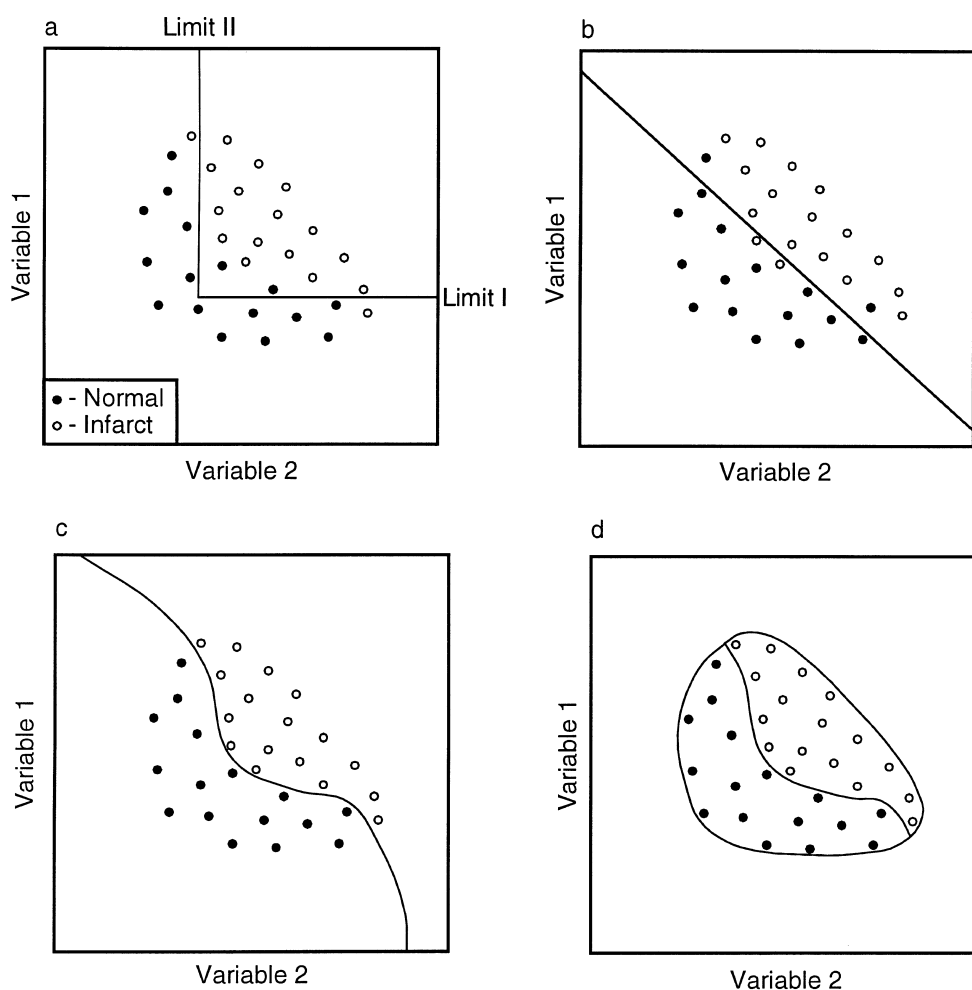 a
Limit II
Variable 1
Limit I
- Normal
- Infarct
Variable 2
b
Variable 1
Variable 2
c
Variable 1
Variable 2
d
Variable 1
Variable 2